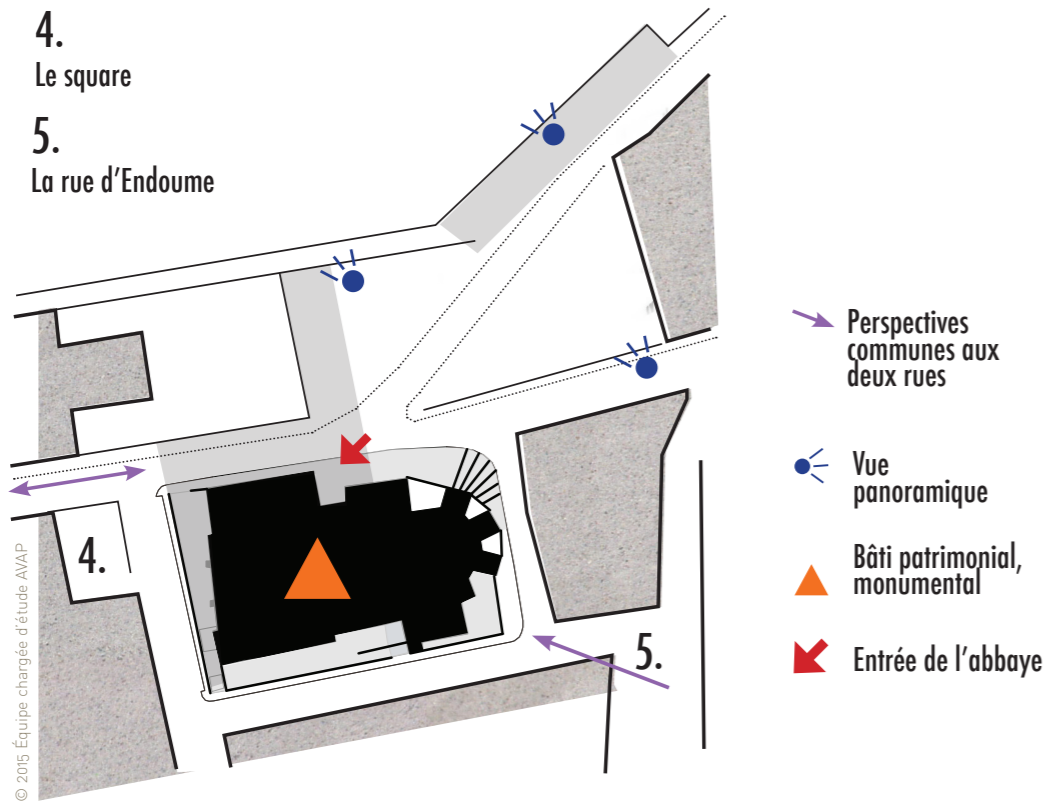 4.
Le square
5.
La rue d'Endoume
Perspectives
communes aux
deux rues
Vue
panoramique
Bâti patrimonial,
monumental
Entrée de l'abbaye
4.
5.
© 2015 Équipe chargée d'étude AVAP